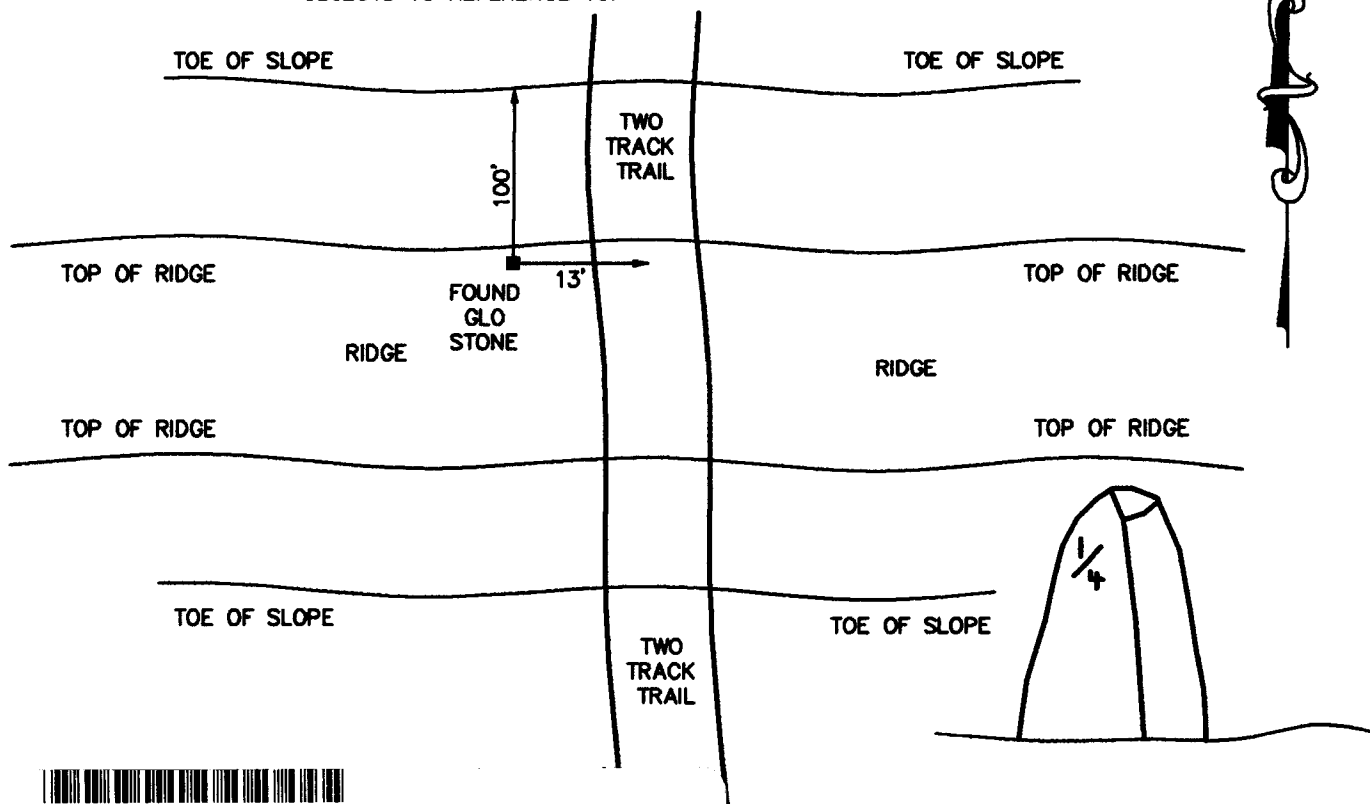 TOE OF SLOPE
TOE OF SLOPE
TWO
TRACK
TRAIL
100'
TOP OF RIDGE
13'
TOP OF RIDGE
FOUND
GLO
STONE
RIDGE
RIDGE
TOP OF RIDGE
TOP OF RIDGE
1/4
TOE OF SLOPE
TOE OF SLOPE
TWO
TRACK
TRAIL